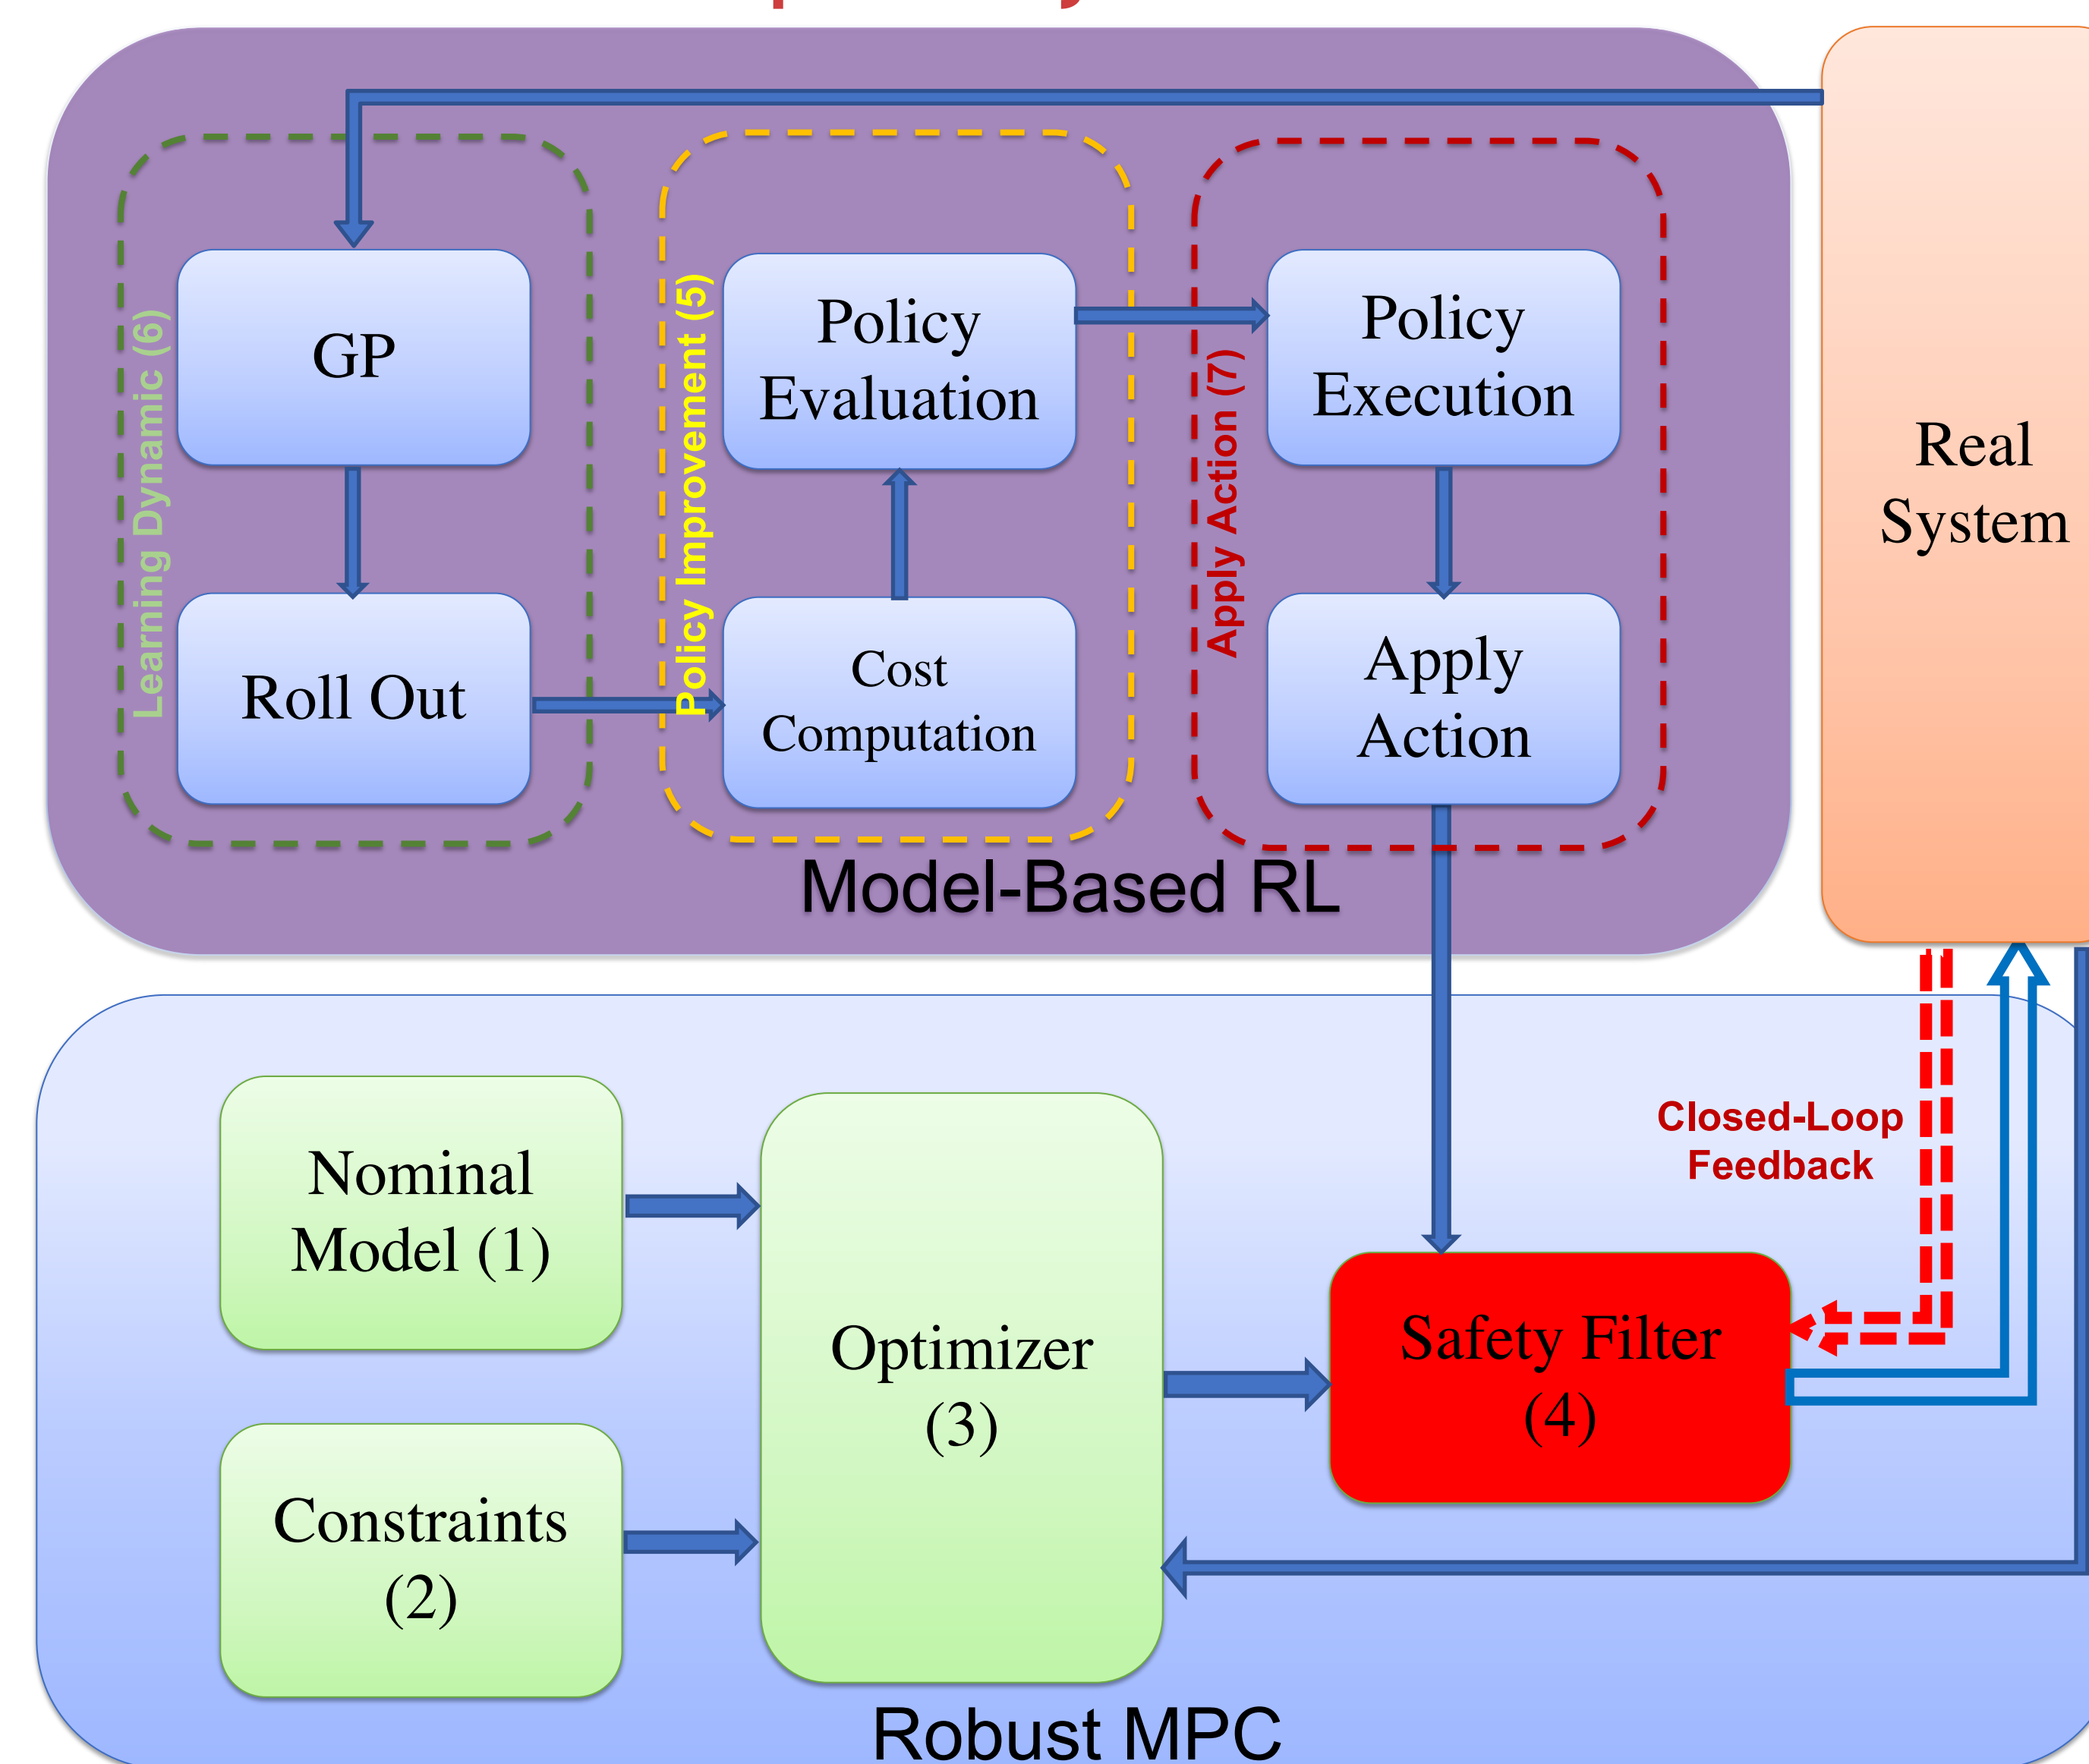 Learning Dynamic (6)
GP
Roll Out
Policy Improvement (5)
Policy
Evaluation
Cost
Computation
Apply Action (7)
Policy
Execution
Apply
Action
Model-Based RL
Real
System
Closed-Loop
Feedback
Nominal
Model (1)
Constraints
(2)
Optimizer
(3)
Safety Filter
(4)
Robust MPC